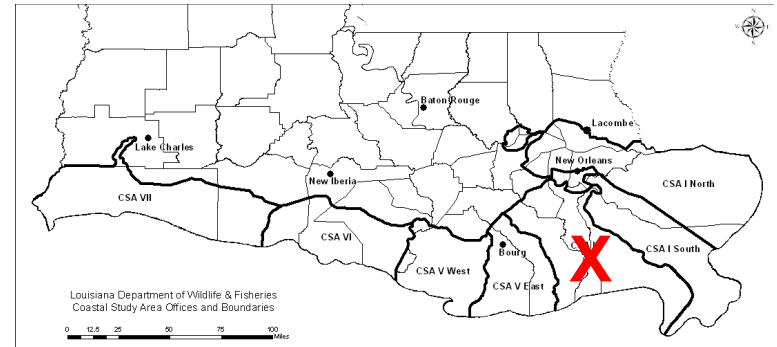 N
W E
S
Baton Rouge
Lacombe
Lake Charles
New Orleans
New Iberia
CSA I North
CSA VII
CSA VI
CSA I South
Bourg
CSA V West
CSA V East
Louisiana Department of Wildlife & Fisheries
Coastal Study Area Offices and Boundaries
0 12.5 25 50 75 100
Miles